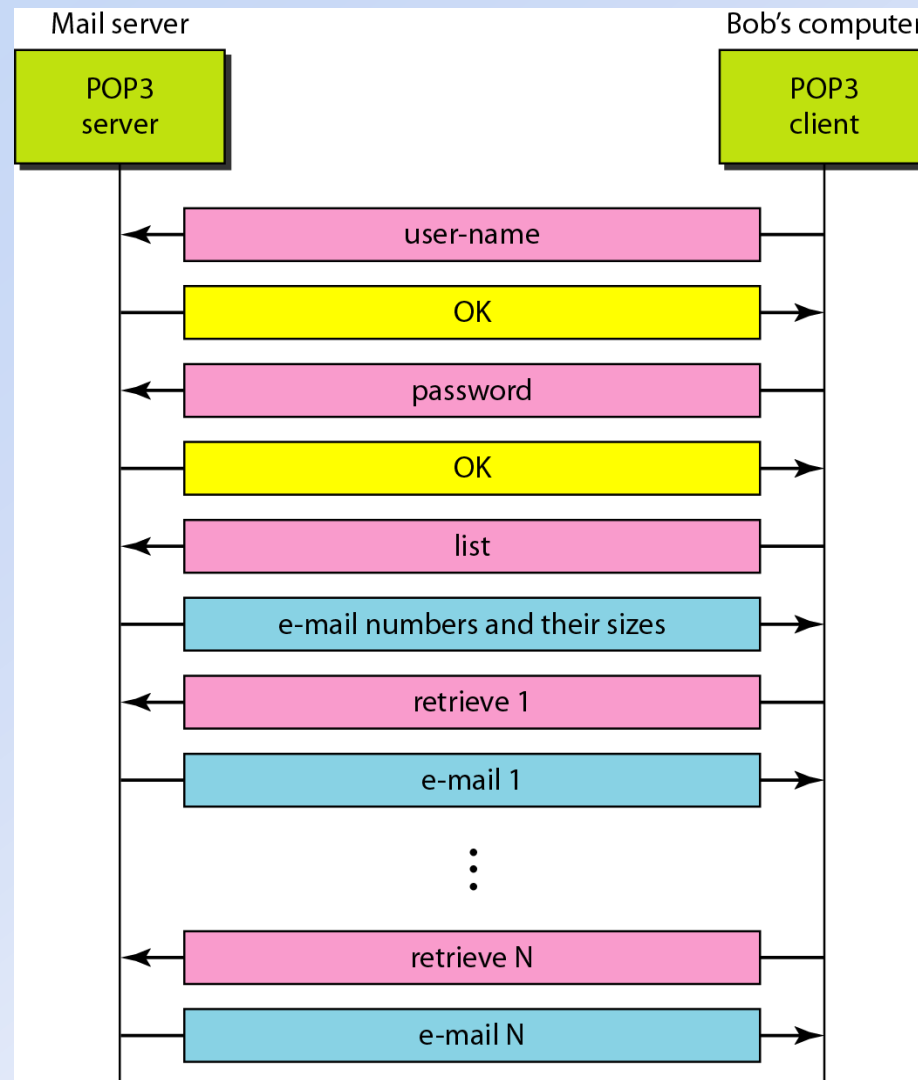 Mail server
Bob's computer
POP3
server
POP3
client
user-name
OK
password
OK
list
e-mail numbers and their sizes
retrieve 1
e-mail 1
retrieve N
e-mail N